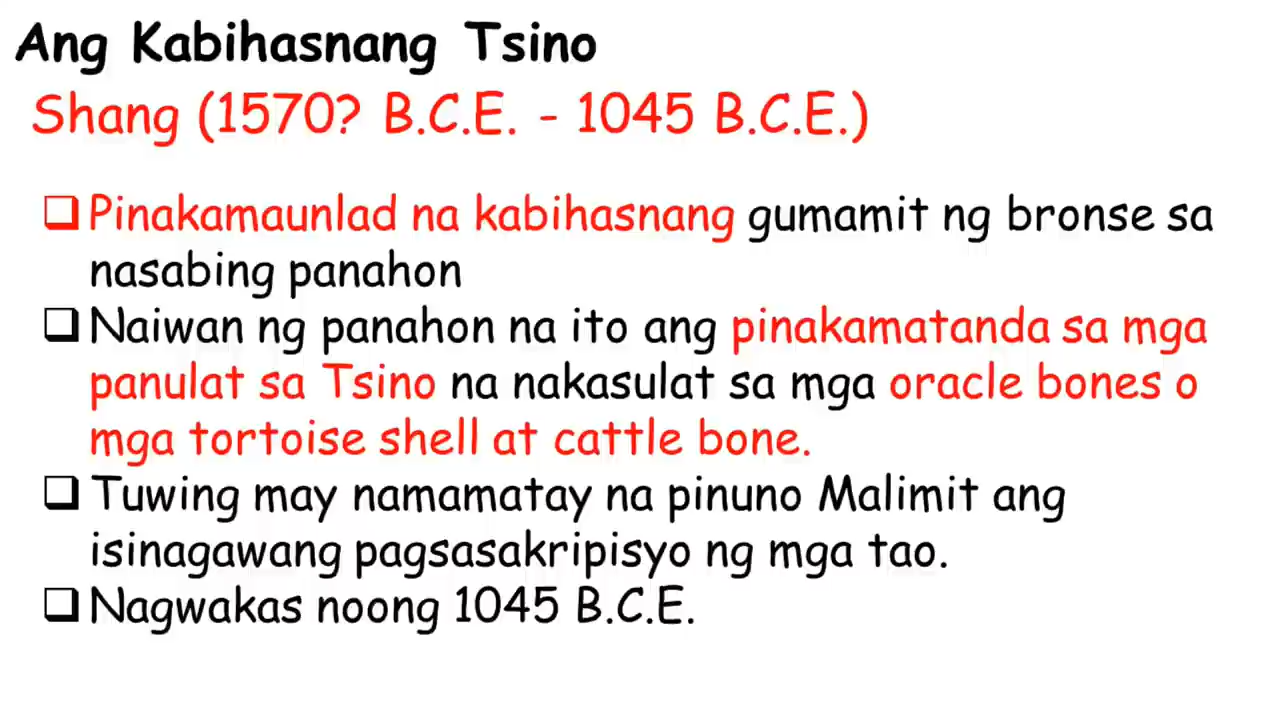 Ang Kabihasnang Tsino
Shang (1570? B.C.E. - 1045 B.C.E.)
Pinakamaunlad na kabihasnang gumamit ng bronse sa
nasabing panahon
Naiwan ng panahon na ito ang pinakamatanda sa mga
panulat sa Tsino na nakasulat sa mga oracle bones o
mga tortoise shell at cattle bone.
Tuwing may namamatay na pinuno Malimit ang
isinagawang pagsasakripisyo ng mga tao.
Nagwakas noong 1045 B.C.E.